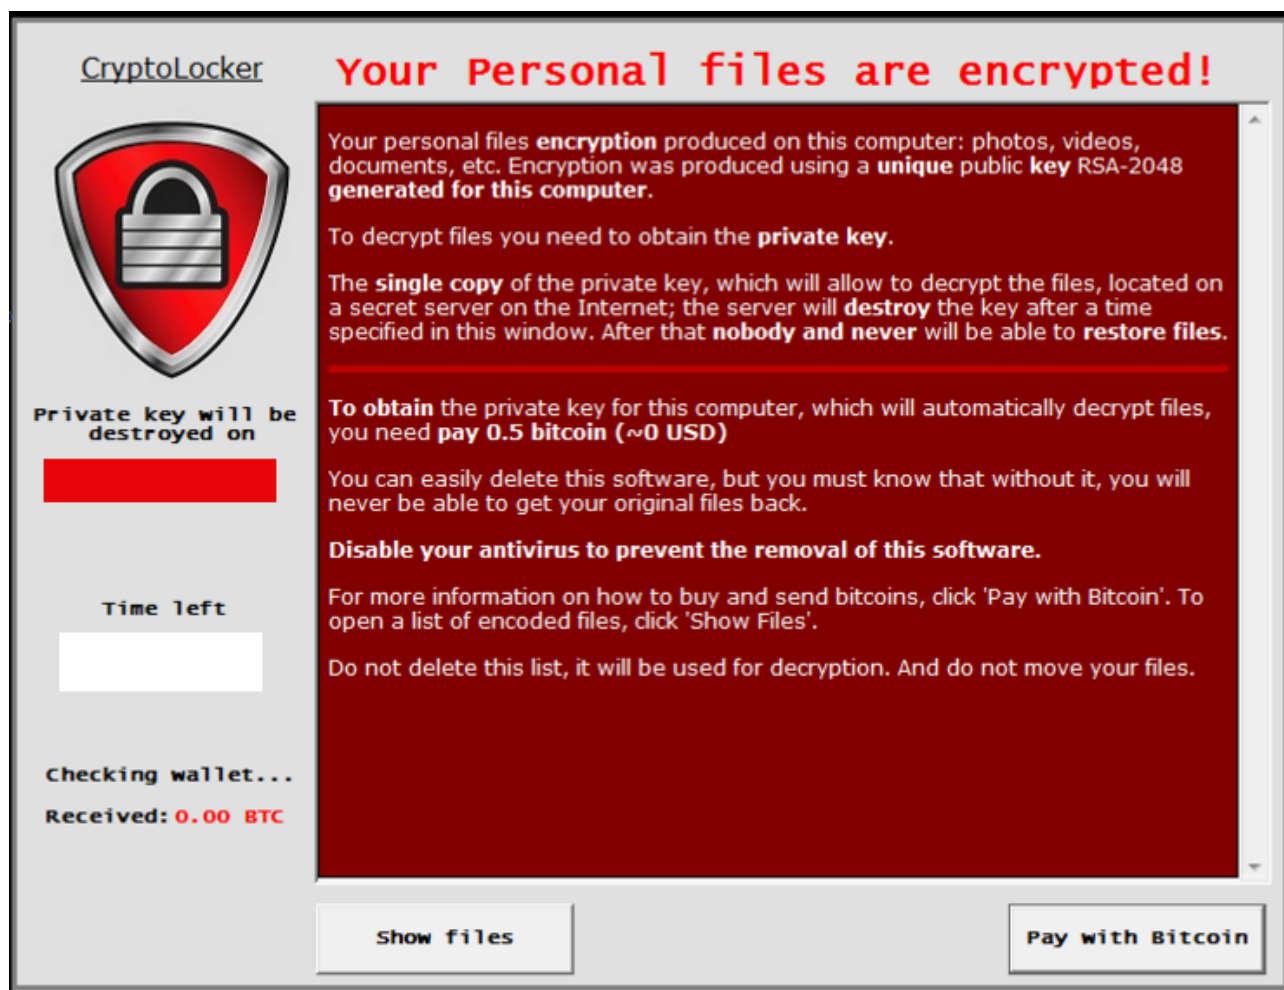 CryptoLocker
Your Personal files are encrypted!
Your personal files encryption produced on this computer: photos, videos,
documents, etc. Encryption was produced using a unique public key RSA-2048
generated for this computer.
To decrypt files you need to obtain the private key.
The single copy of the private key, which will allow to decrypt the files, located on
a secret server on the Internet; the server will destroy the key after a time
specified in this window. After that nobody and never will be able to restore files.
To obtain the private key for this computer, which will automatically decrypt files,
you need pay 0.5 bitcoin (~0 USD)
You can easily delete this software, but you must know that without it, you will
never be able to get your original files back.
Disable your antivirus to prevent the removal of this software.
For more information on how to buy and send bitcoins, click 'Pay with Bitcoin'. To
open a list of encoded files, click 'Show Files'.
Do not delete this list, it will be used for decryption. And do not move your files.
Private key will be
destroyed on
Time left
Checking wallet...
Received: 0.00 BTC
Show files
Pay with Bitcoin